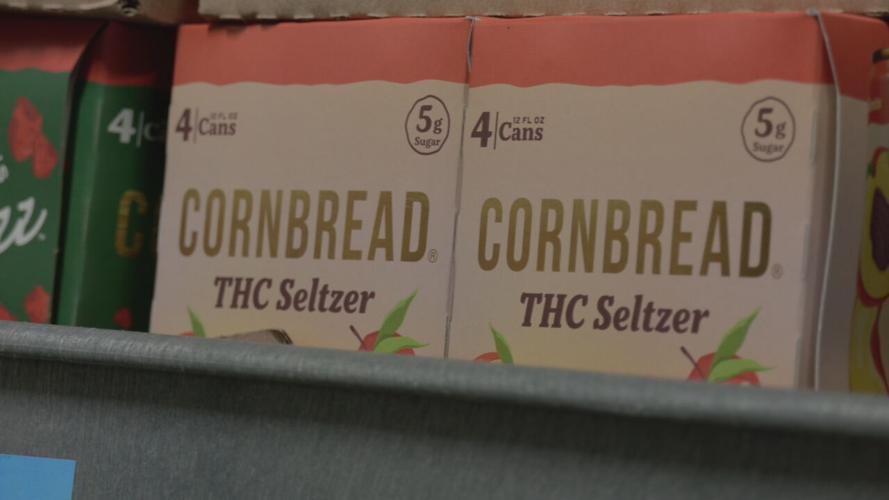 4 Cans
12 FL OZ
5g
Sugar
CORNBREAD®
THC Seltzer
4 Cans
12 FL OZ
5g
Sugar
CORNBREAD®
THC Seltzer
4
C